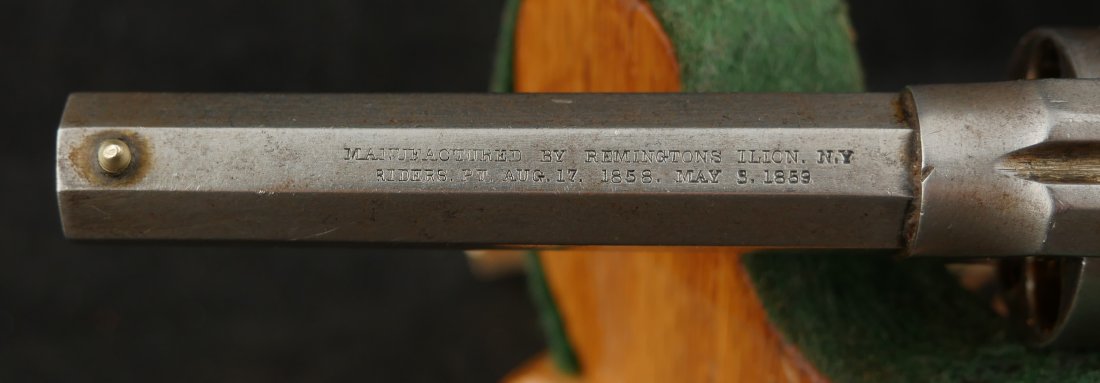 MANUFACTURED BY REMINGTONS ILION. N.Y
RIDERS. PT. AUG. 17, 1858. MAY 3. 1859